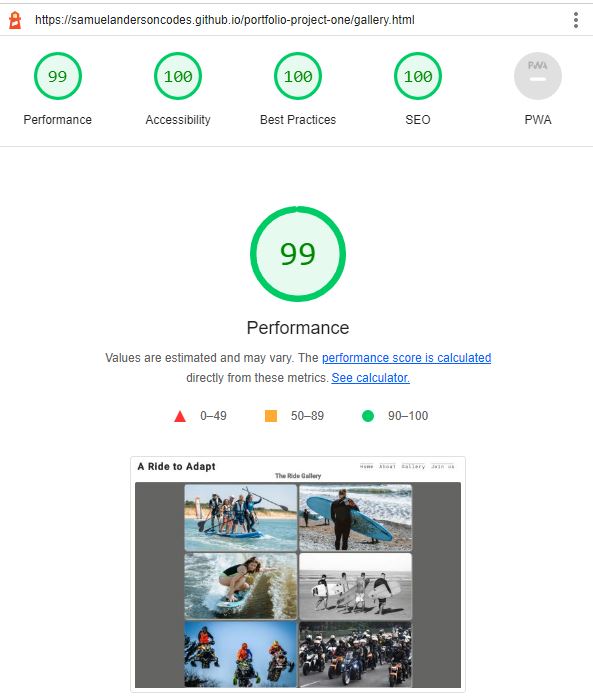 https://samuelandersoncodes.github.io/portfolio-project-one/gallery.html
99 100 100 100 PWA
Performance Accessibility Best Practices SEO PWA
99
Performance
Values are estimated and may vary. The performance score is calculated
directly from these metrics. See calculator.
0–49 50–89 90–100
A Ride to Adapt
Home About Gallery Join us
The Ride Gallery